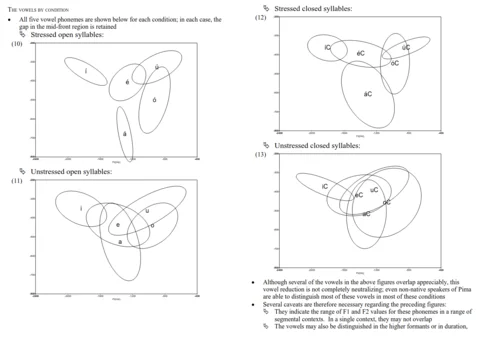 THE VOWELS BY CONDITION
• All five vowel phonemes are shown below for each condition; in each case, the
gap in the mid-front region is retained
Stressed open syllables:
(10)
í
é
ú
ó
á
Unstressed open syllables:
(11)
i
e
u
o
a
Stressed closed syllables:
(12)
íC
éC
úC
óC
áC
Unstressed closed syllables:
(13)
iC
eC
uC
oC
aC
• Although several of the vowels in the above figures overlap appreciably, this
vowel reduction is not completely neutralizing; even non-native speakers of Pima
are able to distinguish most of these vowels in most of these conditions
• Several caveats are therefore necessary regarding the preceding figures:
They indicate the range of F1 and F2 values for these phonemes in a range of
segmental contexts. In a single context, they may not overlap
The vowels may also be distinguished in the higher formants or in duration,